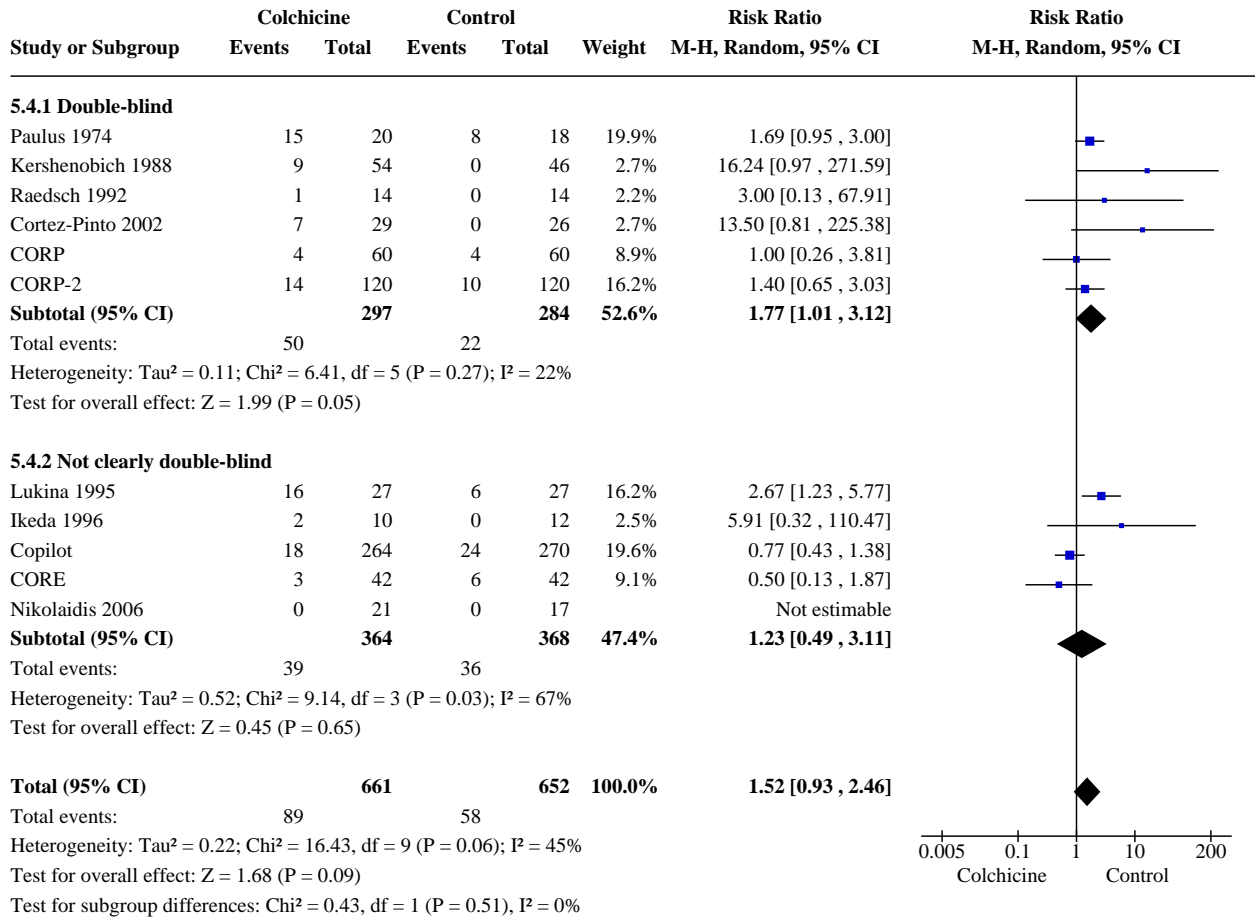 Colchicine Control Risk Ratio Risk Ratio
Study or Subgroup Events Total Events Total Weight M-H, Random, 95% CI M-H, Random, 95% CI
5.4.1 Double-blind
Paulus 1974 15 20 8 18 19.9% 1.69 [0.95 , 3.00]
Kershenobich 1988 9 54 0 46 2.7% 16.24 [0.97 , 271.59]
Raedsch 1992 1 14 0 14 2.2% 3.00 [0.13 , 67.91]
Cortez-Pinto 2002 7 29 0 26 2.7% 13.50 [0.81 , 225.38]
CORP 4 60 4 60 8.9% 1.00 [0.26 , 3.81]
CORP-2 14 120 10 120 16.2% 1.40 [0.65 , 3.03]
Subtotal (95% CI) 297 284 52.6% 1.77 [1.01 , 3.12]
Total events: 50 22
Heterogeneity: Tau² = 0.11; Chi² = 6.41, df = 5 (P = 0.27); I² = 22%
Test for overall effect: Z = 1.99 (P = 0.05)
5.4.2 Not clearly double-blind
Lukina 1995 16 27 6 27 16.2% 2.67 [1.23 , 5.77]
Ikeda 1996 2 10 0 12 2.5% 5.91 [0.32 , 110.47]
Copilot 18 264 24 270 19.6% 0.77 [0.43 , 1.38]
CORE 3 42 6 42 9.1% 0.50 [0.13 , 1.87]
Nikolaidis 2006 0 21 0 17 Not estimable
Subtotal (95% CI) 364 368 47.4% 1.23 [0.49 , 3.11]
Total events: 39 36
Heterogeneity: Tau² = 0.52; Chi² = 9.14, df = 3 (P = 0.03); I² = 67%
Test for overall effect: Z = 0.45 (P = 0.65)
Total (95% CI) 661 652 100.0% 1.52 [0.93 , 2.46]
Total events: 89 58
Heterogeneity: Tau² = 0.22; Chi² = 16.43, df = 9 (P = 0.06); I² = 45%
Test for overall effect: Z = 1.68 (P = 0.09)
Test for subgroup differences: Chi² = 0.43, df = 1 (P = 0.51), I² = 0%
0.005 0.1 1 10 200
Colchicine Control